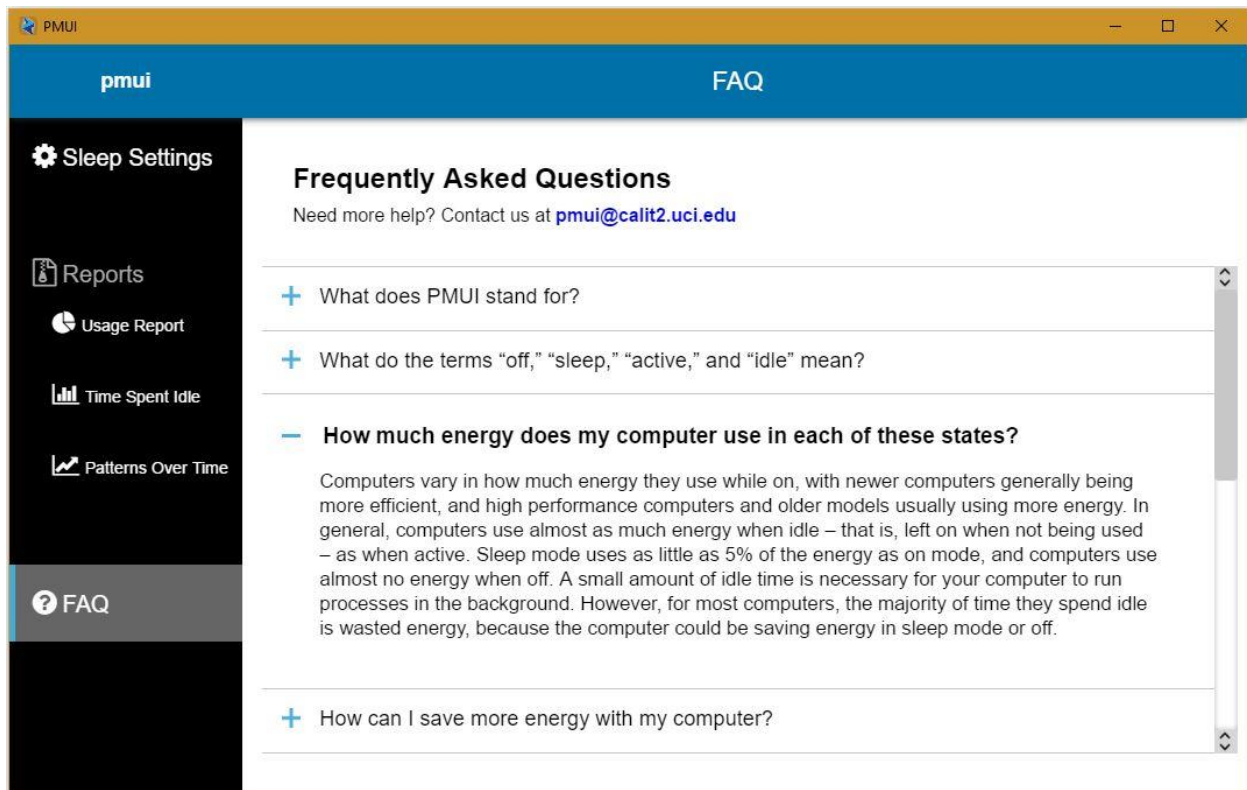 PMUI
pmui
FAQ
Sleep Settings
Reports
Usage Report
Time Spent Idle
Patterns Over Time
FAQ
Frequently Asked Questions
Need more help? Contact us at pmui@calit2.uci.edu
What does PMUI stand for?
What do the terms “off,” “sleep,” “active,” and “idle” mean?
How much energy does my computer use in each of these states?
Computers vary in how much energy they use while on, with newer computers generally being
more efficient, and high performance computers and older models usually using more energy. In
general, computers use almost as much energy when idle – that is, left on when not being used
– as when active. Sleep mode uses as little as 5% of the energy as on mode, and computers use
almost no energy when off. A small amount of idle time is necessary for your computer to run
processes in the background. However, for most computers, the majority of time they spend idle
is wasted energy, because the computer could be saving energy in sleep mode or off.
How can I save more energy with my computer?